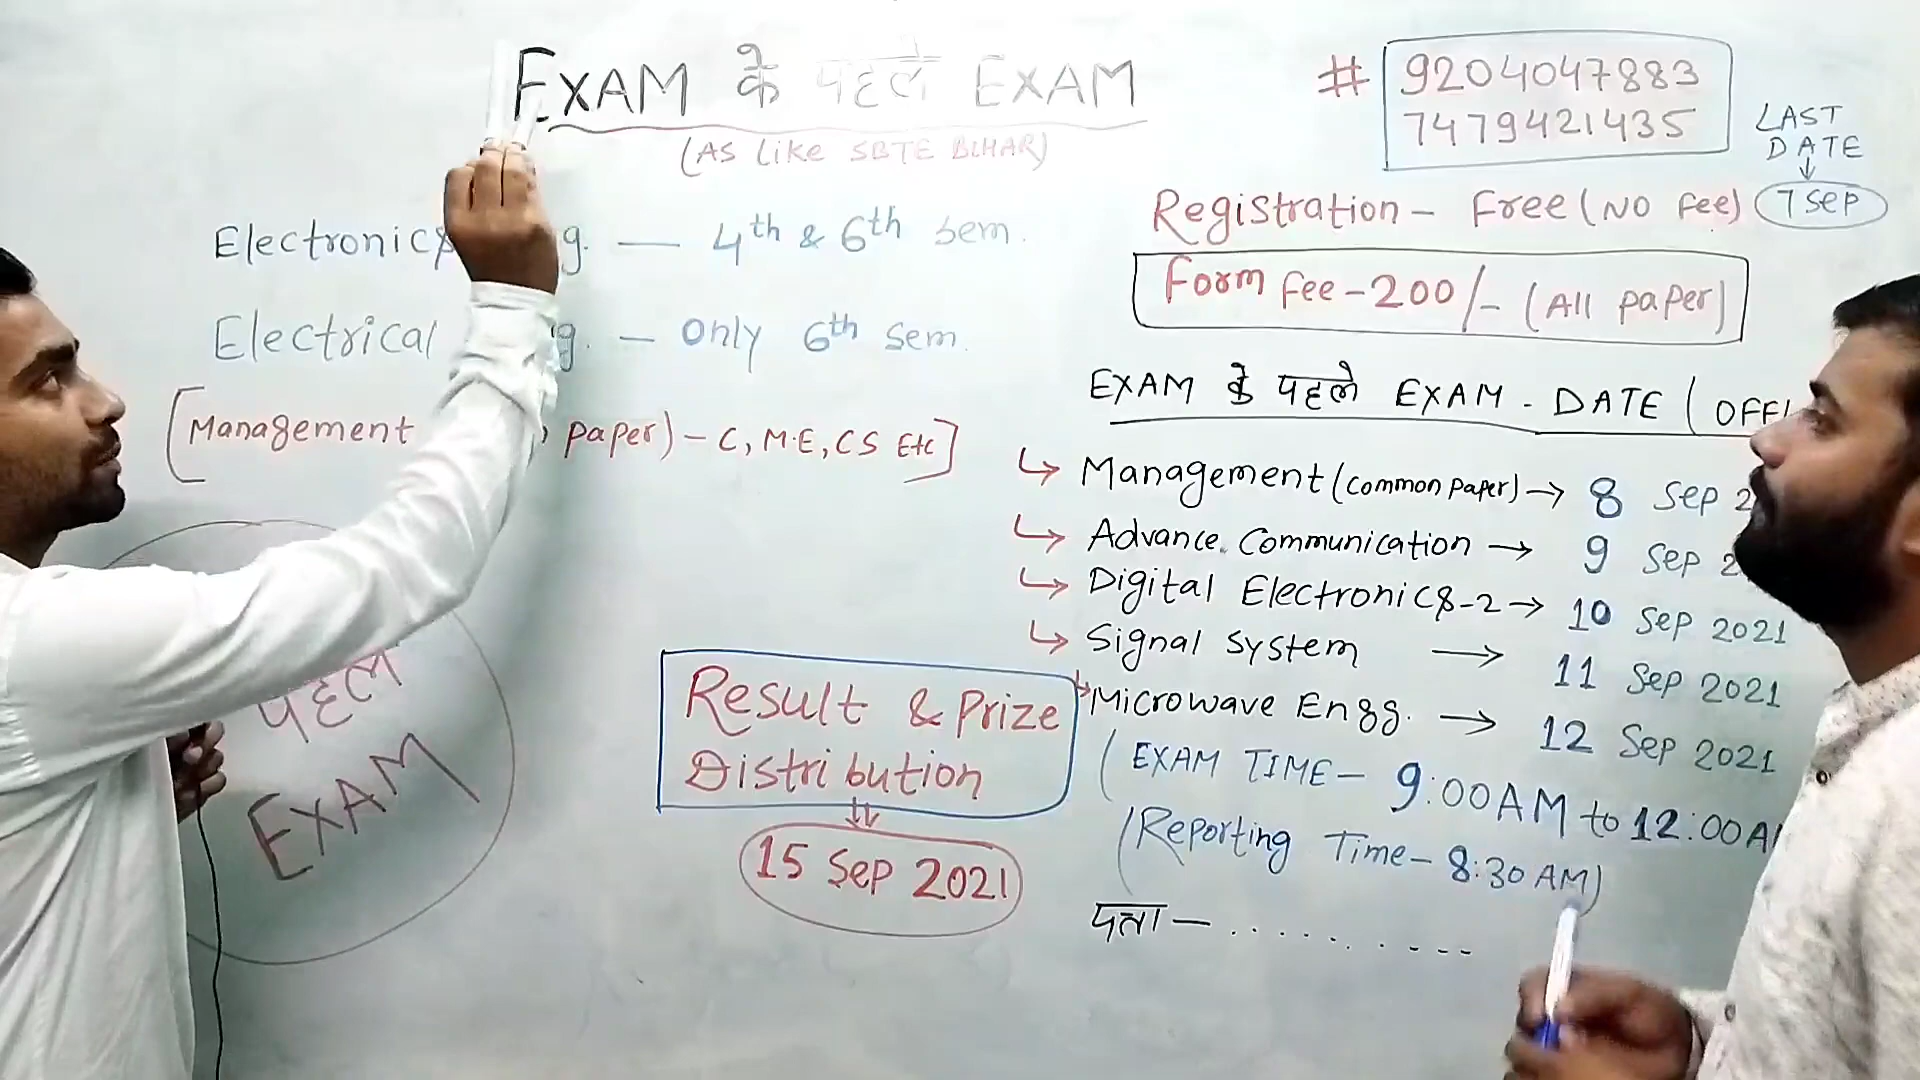 EXAM के पहले EXAM
(AS Like SBTE BIHAR)
Electronics g. — 4th & 6th Sem.
Electrical g. — Only 6th Sem.
[Management paper) - C, M.E, CS Etc]
पहले
EXAM
Result & Prize
Distribution
15 Sep 2021
# 9204047883
7479421435
LAST
DATE
7 Sep
Registration - Free (NO Fee)
Form Fee - 200/- (All paper)
EXAM के पहले EXAM - DATE (OFF
↳ Management (Common Paper) → 8 Sep 2
↳ Advance Communication → 9 Sep 2
↳ Digital Electronics-2 → 10 Sep 2021
↳ Signal System → 11 Sep 2021
↳ Microwave Engg. → 12 Sep 2021
(EXAM TIME - 9:00AM to 12:00A
(Reporting Time - 8:30 AM)
पता - . . . . . . . . . .